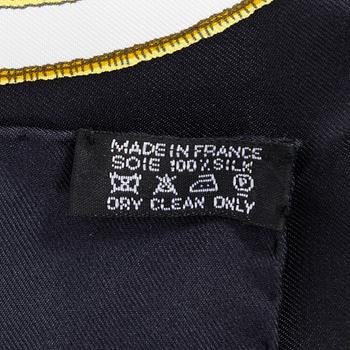 MADE IN FRANCE
SOIE 100% SILK
DRY CLEAN ONLY